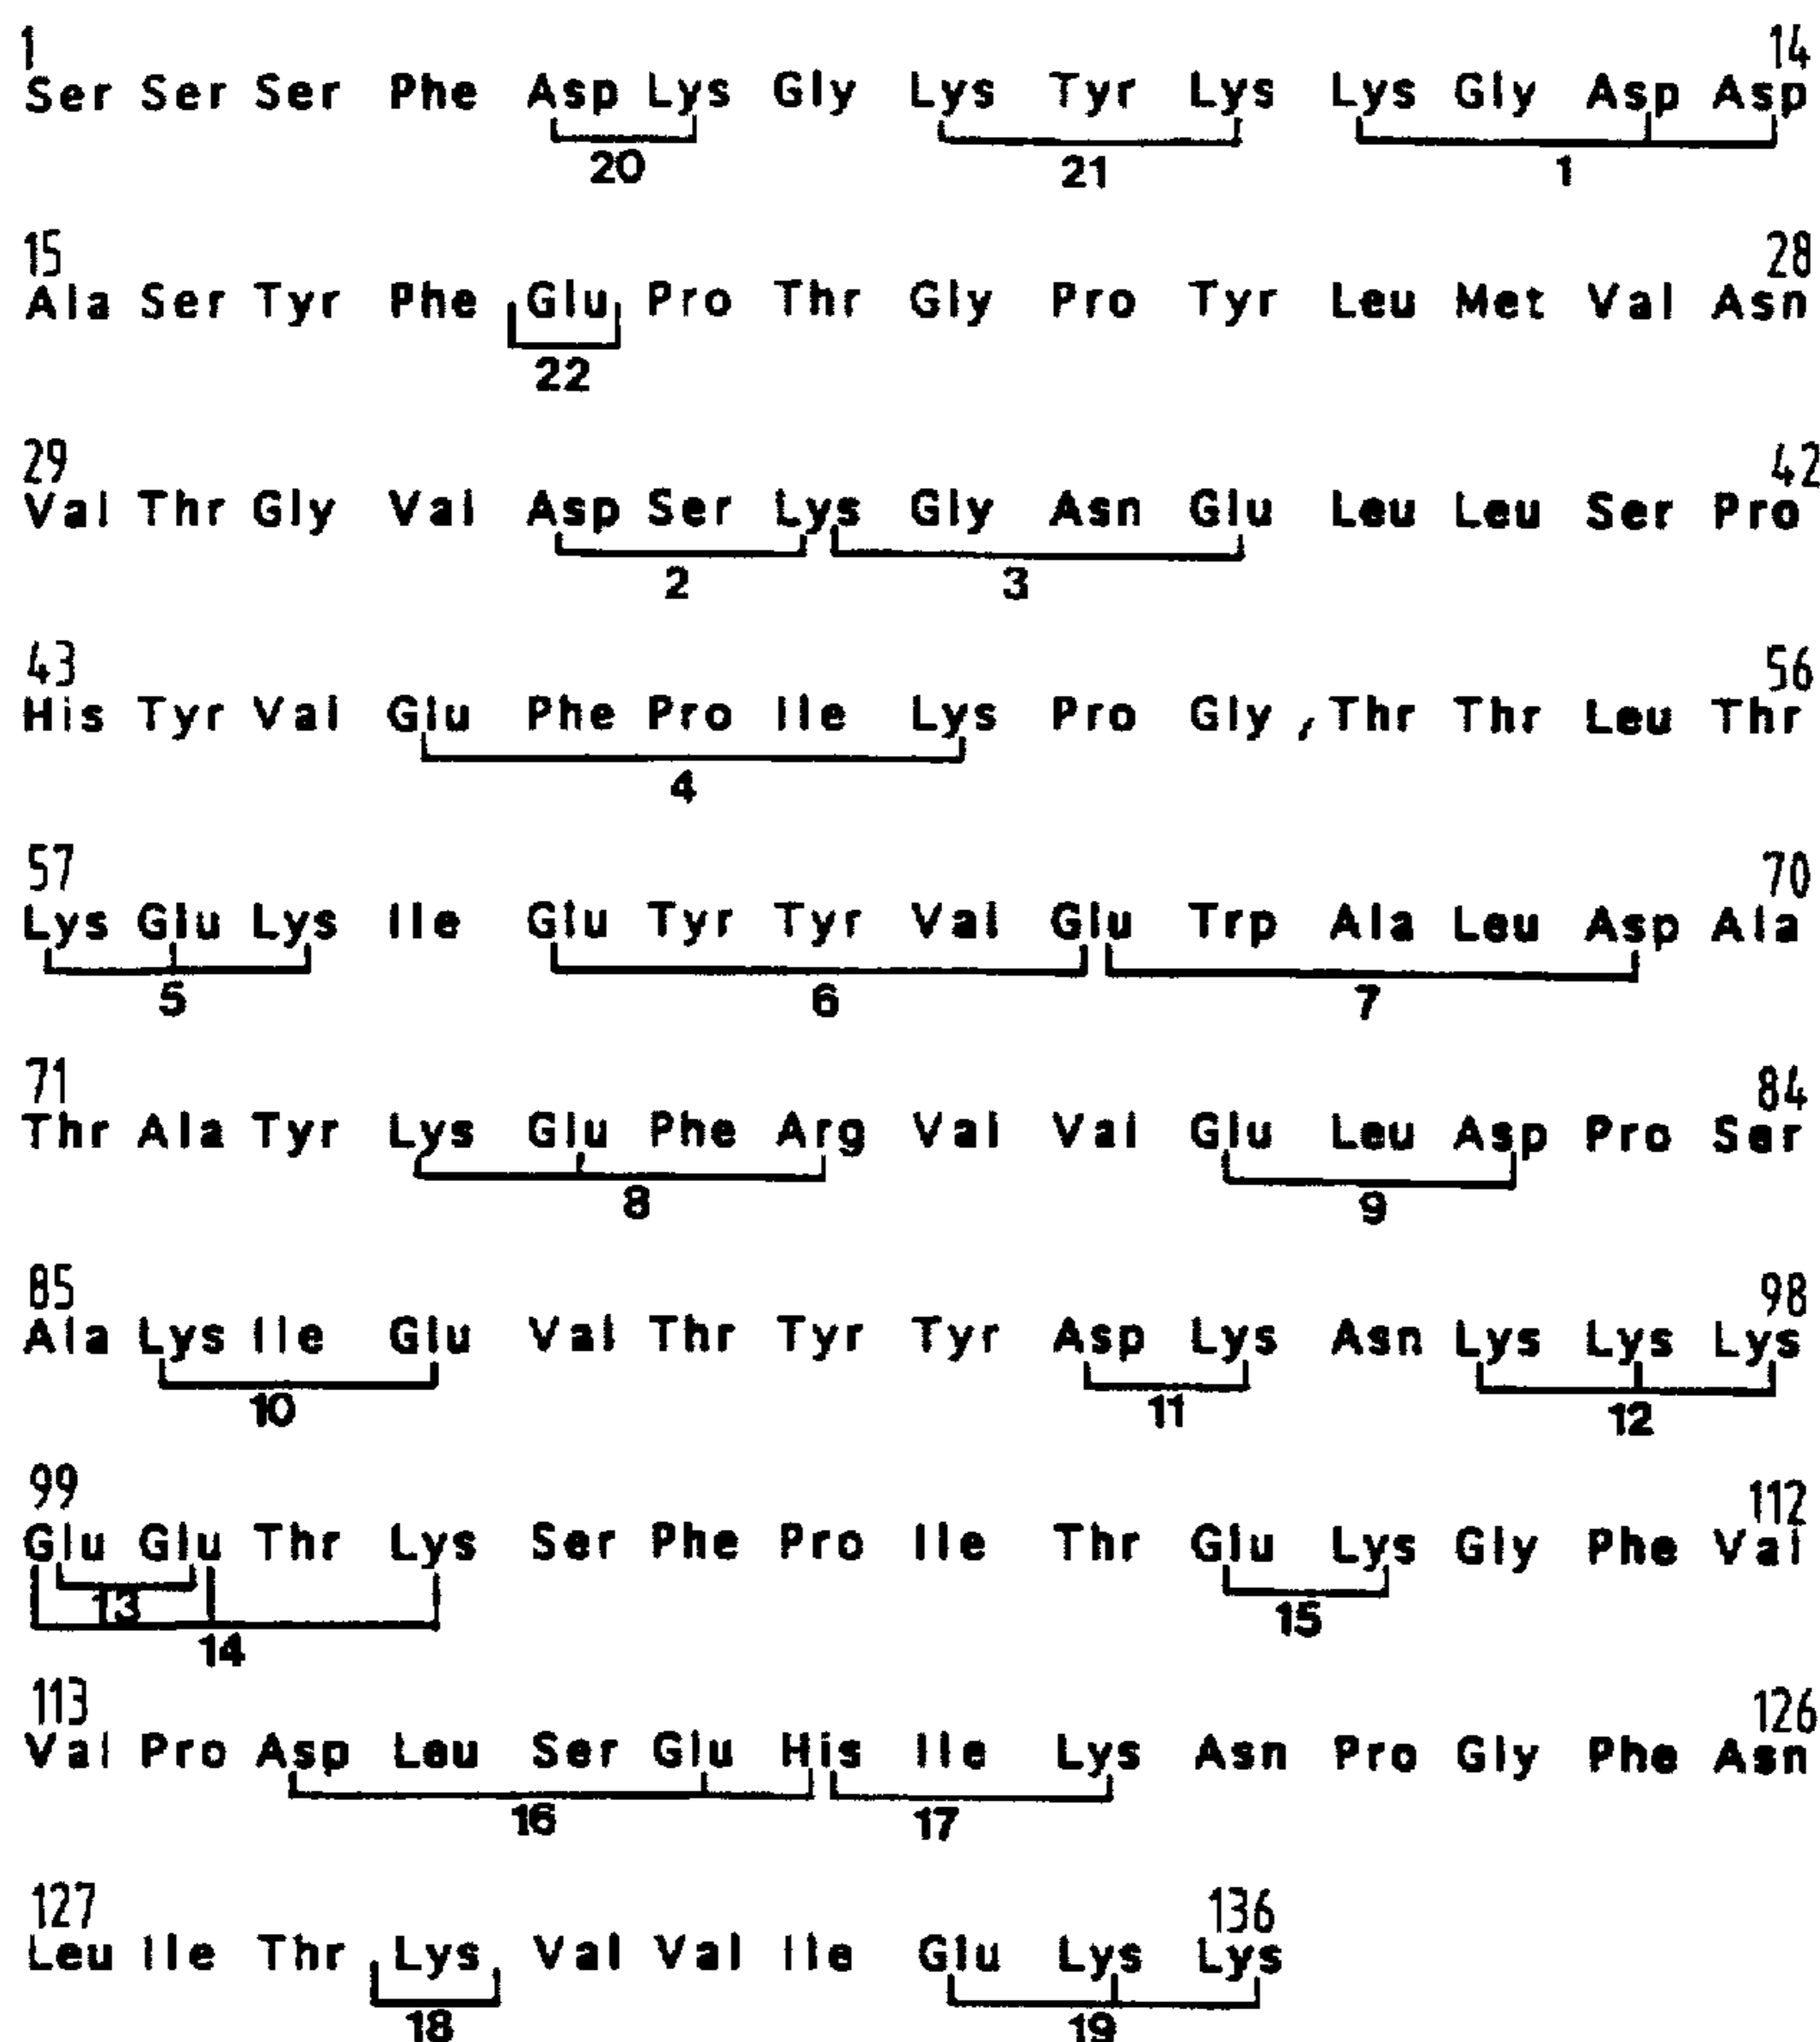 1 14
Ser Ser Ser Phe Asp Lys Gly Lys Tyr Lys Lys Gly Asp Asp
20 21 1
15 28
Ala Ser Tyr Phe Glu Pro Thr Gly Pro Tyr Leu Met Val Asn
22
29 42
Val Thr Gly Val Asp Ser Lys Gly Asn Glu Leu Leu Ser Pro
2 3
43 56
His Tyr Val Glu Phe Pro Ile Lys Pro Gly , Thr Thr Leu Thr
4
57 70
Lys Glu Lys Ile Glu Tyr Tyr Val Glu Trp Ala Leu Asp Ala
5 6 7
71 84
Thr Ala Tyr Lys Glu Phe Arg Val Val Glu Leu Asp Pro Ser
8 9
85 98
Ala Lys Ile Glu Val Thr Tyr Tyr Asp Lys Asn Lys Lys Lys
10 11 12
99 112
Glu Glu Thr Lys Ser Phe Pro Ile Thr Glu Lys Gly Phe Val
13 15
14
113 126
Val Pro Asp Leu Ser Glu His Ile Lys Asn Pro Gly Phe Asn
16 17
127 136
Leu Ile Thr Lys Val Val Ile Glu Lys Lys
18 19